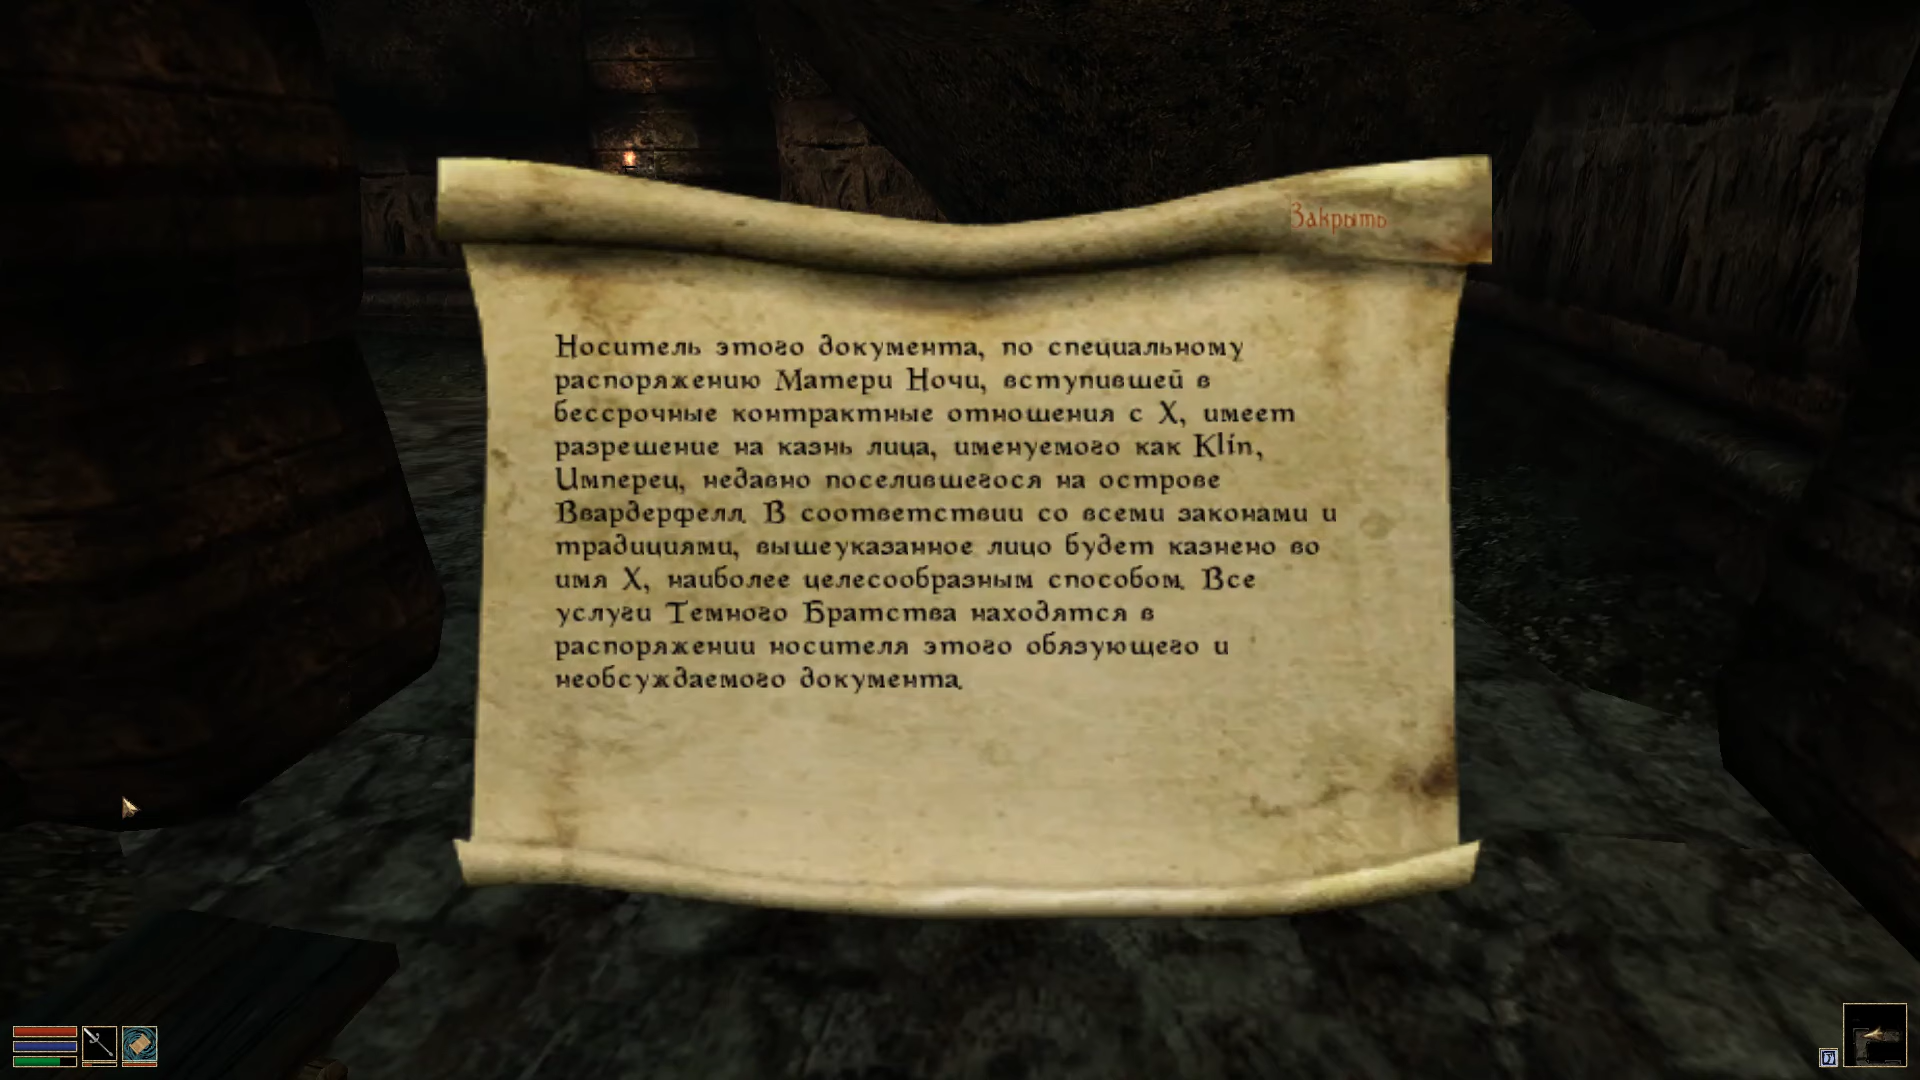 Закрыть
Носитель этого документа, по специальному
распоряжению Матери Ночи, вступившей в
бессрочные контрактные отношения с Х, имеет
разрешение на казнь лица, именуемого как Klin,
Имперец, недавно поселившегося на острове
Ввардерфелл. В соответствии со всеми законами и
традициями, вышеуказанное лицо будет казнено во
имя Х, наиболее целесообразным способом. Все
услуги Темного Братства находятся в
распоряжении носителя этого обязующего и
необсуждаемого документа.